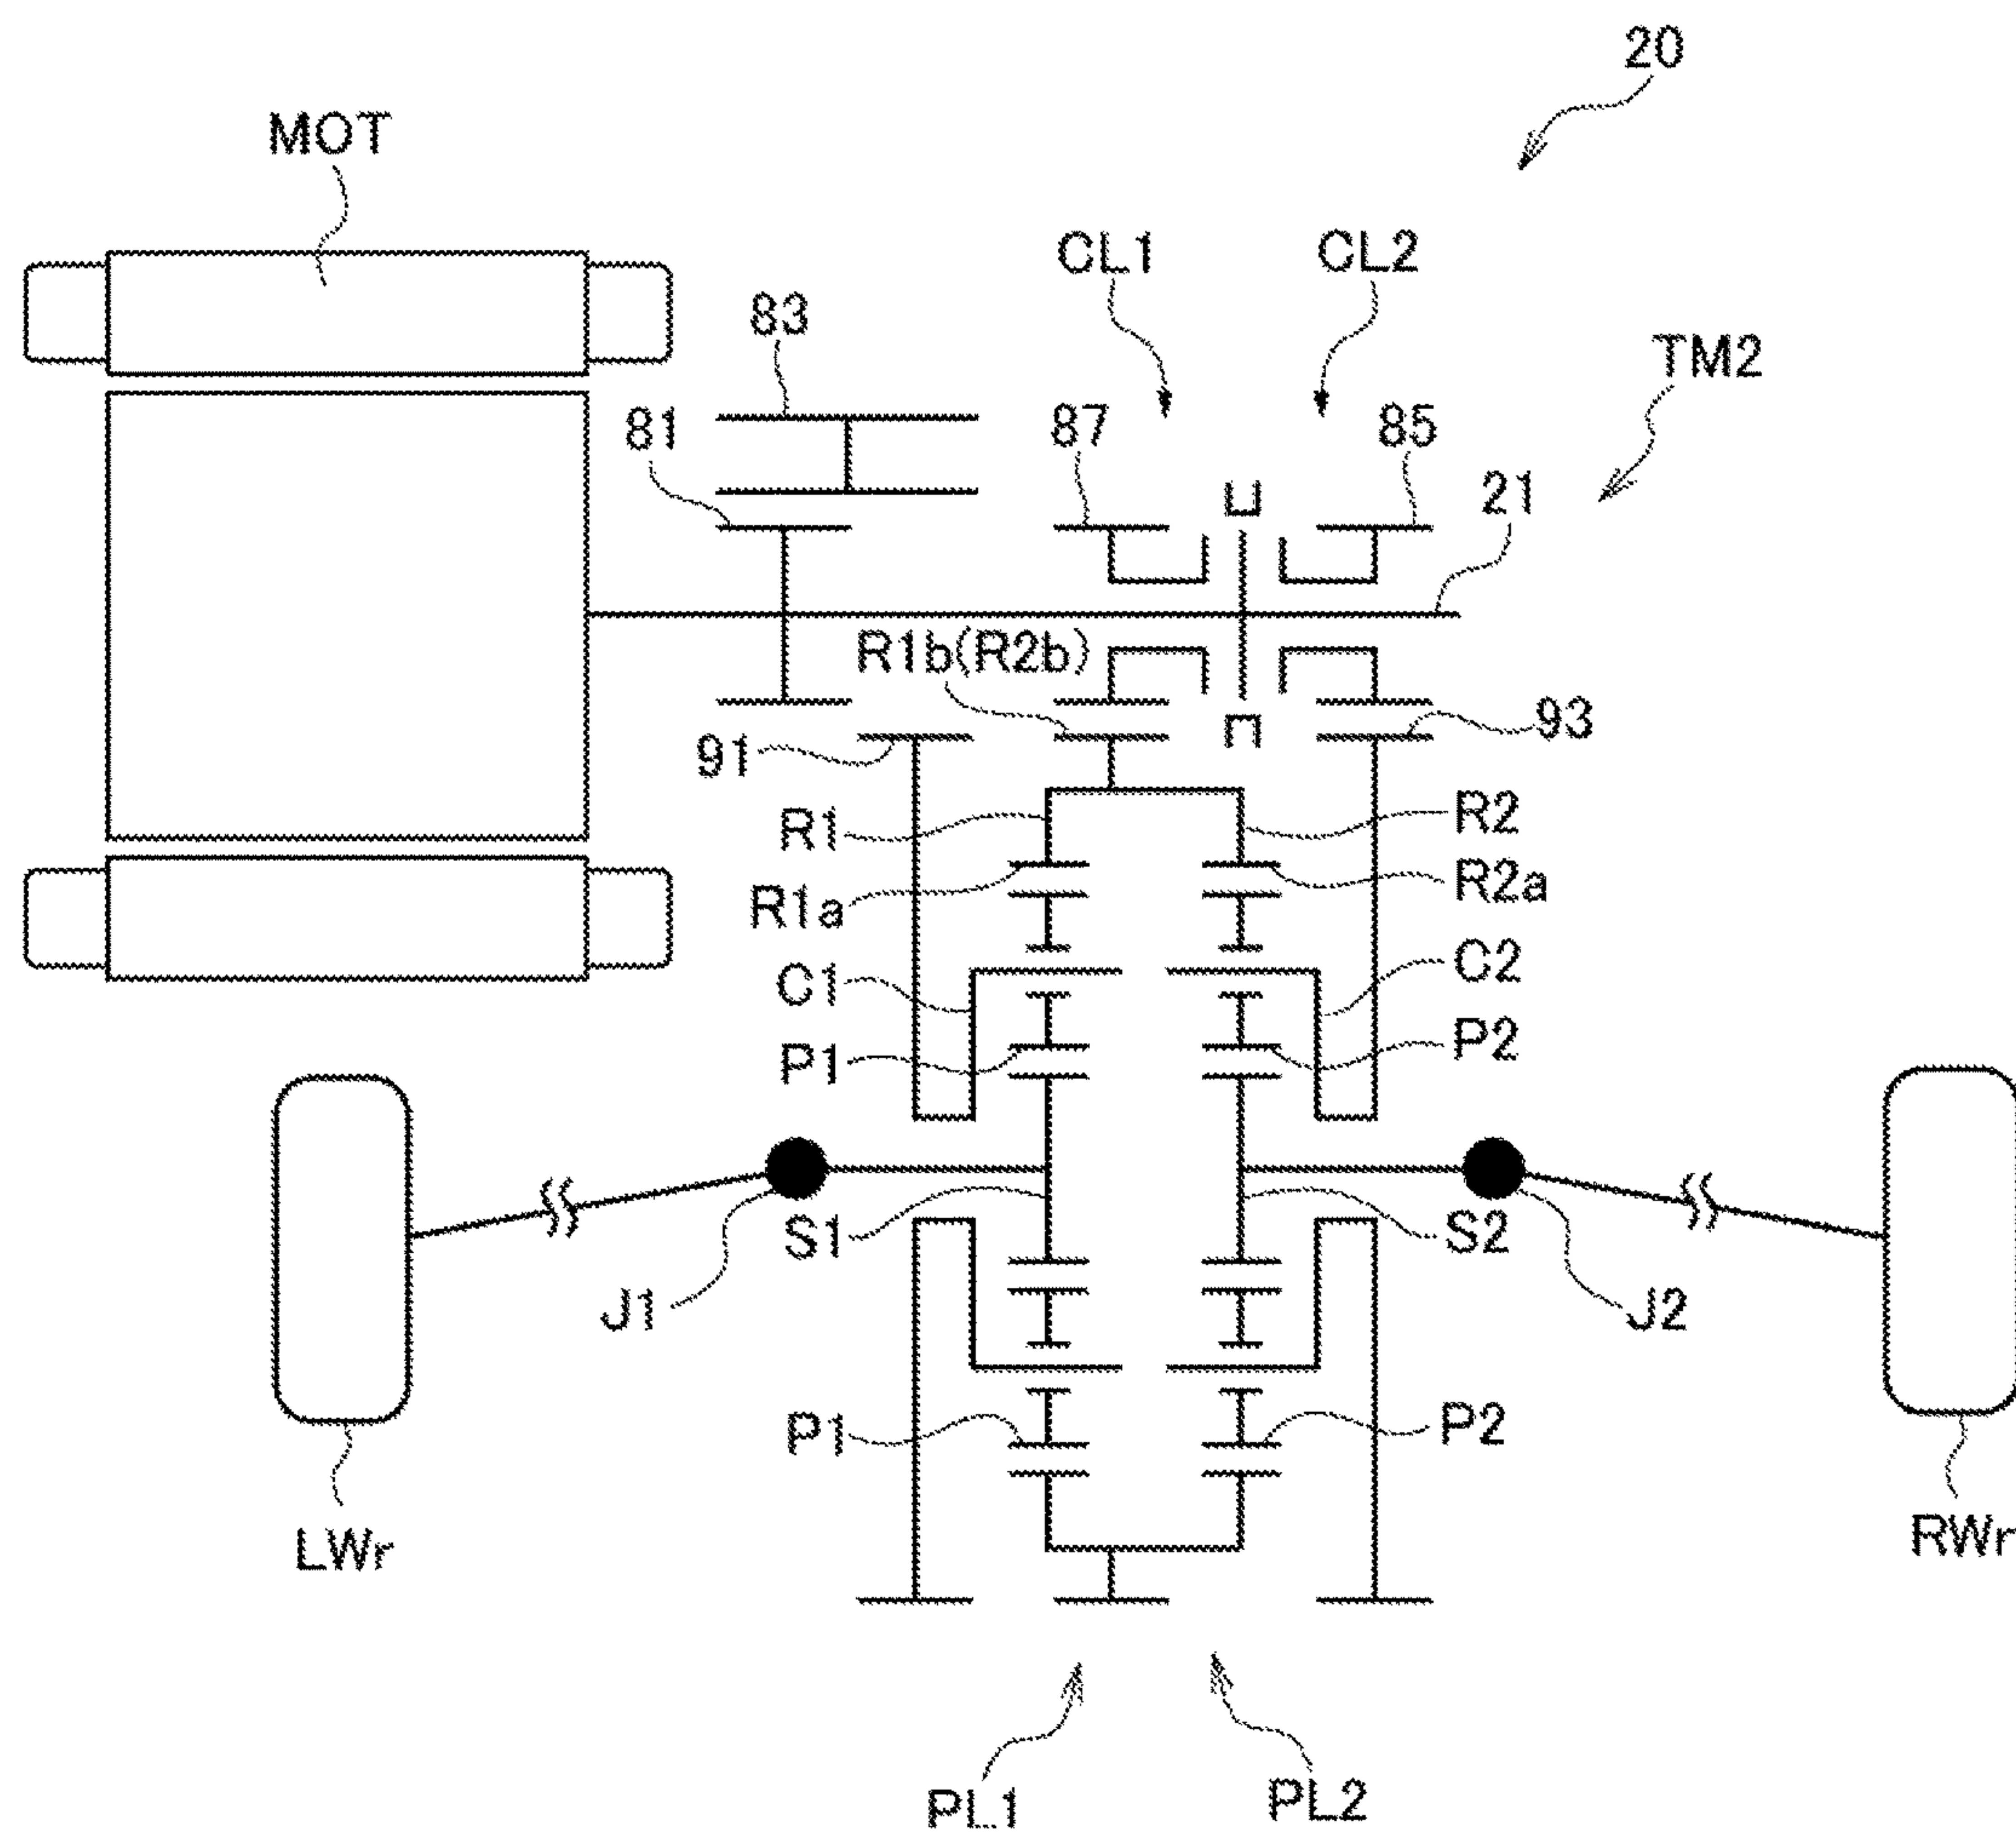 20
MOT
CL1
CL2
83
TM2
81
87
85
21
R1b(R2b)
91
93
R1
R2
R1a
R2a
C1
C2
P1
P2
S1
S2
J1
J2
P1
P2
LWr
RWr
PL1
PL2